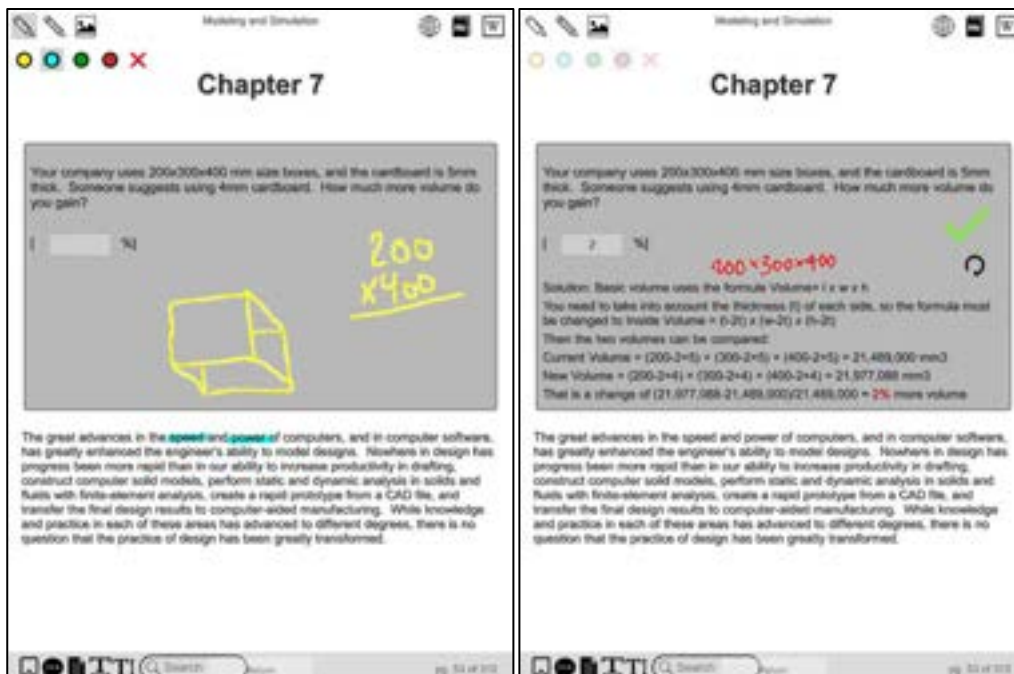 Modeling and Simulation
W
Chapter 7
Your company uses 200x300x400 mm size boxes, and the cardboard is 5mm
thick. Someone suggests using 4mm cardboard. How much more volume do
you gain?
[ %]
200
x400
The great advances in the speed and power of computers, and in computer software,
has greatly enhanced the engineer's ability to model designs. Nowhere in design has
progress been more rapid than in our ability to increase productivity in drafting,
construct computer solid models, perform static and dynamic analysis in solids and
fluids with finite-element analysis, create a rapid prototype from a CAD file, and
transfer the final design results to computer-aided manufacturing. While knowledge
and practice in each of these areas has advanced to different degrees, there is no
question that the practice of design has been greatly transformed.
TT
Search
Modeling and Simulation
W
Chapter 7
Your company uses 200x300x400 mm size boxes, and the cardboard is 5mm
thick. Someone suggests using 4mm cardboard. How much more volume do
you gain?
[ 2 %]
200×300×400
Solution: Basic volume uses the formula Volume= l x w x h
You need to take into account the thickness (t) of each side, so the formula must
be changed to Inside Volume = (l-2t) x (w-2t) x (h-2t)
Then the two volumes can be compared:
Current Volume = (200-2×5) × (300-2×5) × (400-2×5) = 21,489,000 mm3
New Volume = (200-2×4) × (300-2×4) × (400-2×4) = 21,977,088 mm3
That is a change of (21,977,088-21,489,000)/21,489,000 = 2% more volume
The great advances in the speed and power of computers, and in computer software,
has greatly enhanced the engineer's ability to model designs. Nowhere in design has
progress been more rapid than in our ability to increase productivity in drafting,
construct computer solid models, perform static and dynamic analysis in solids and
fluids with finite-element analysis, create a rapid prototype from a CAD file, and
transfer the final design results to computer-aided manufacturing. While knowledge
and practice in each of these areas has advanced to different degrees, there is no
question that the practice of design has been greatly transformed.
TT
Search